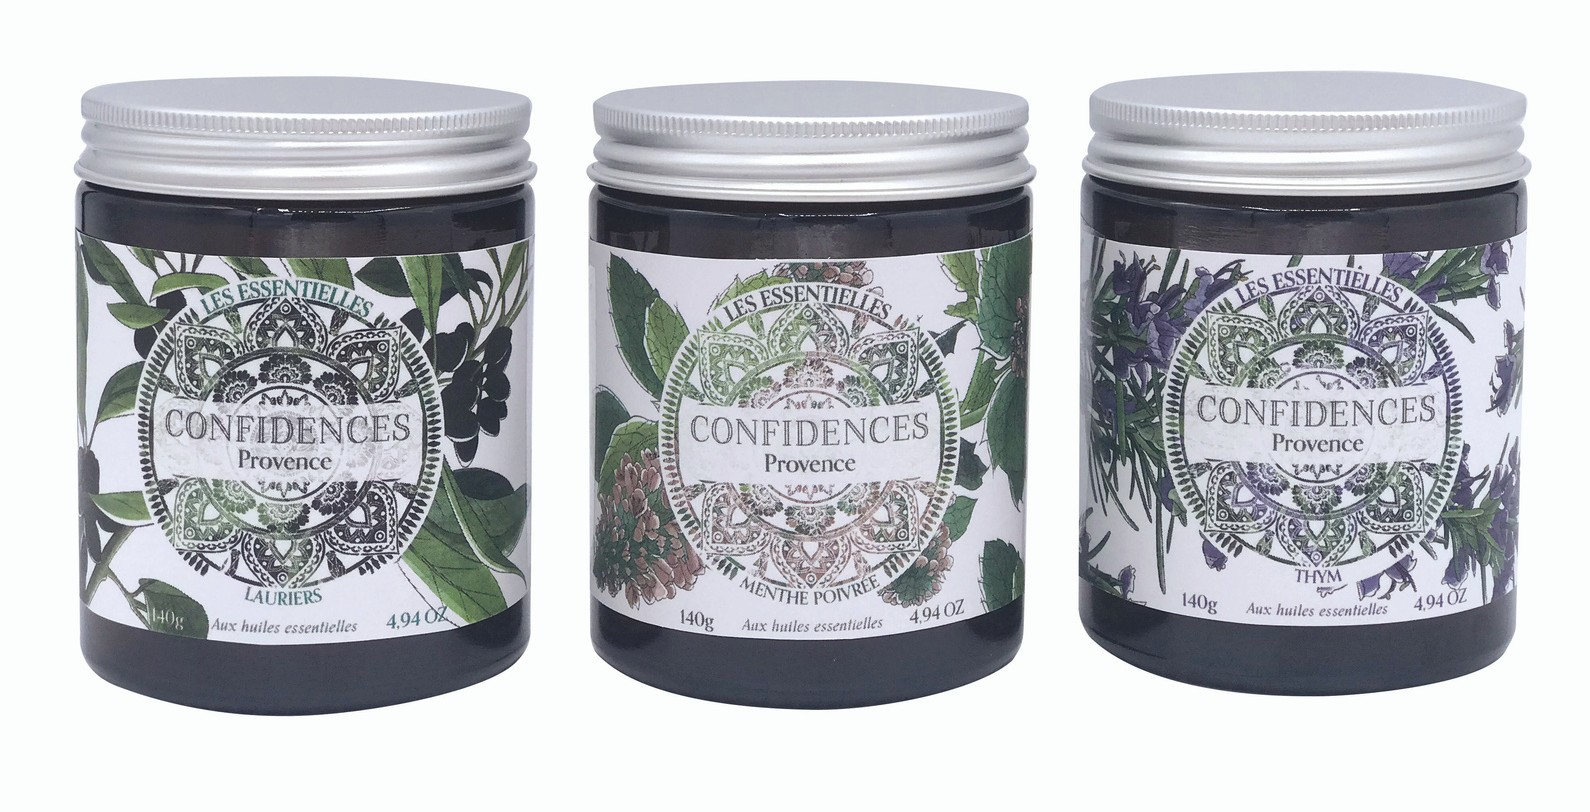 LES ESSENTIELLES
CONFIDENCES
Provence
LAURIERS
140g Aux huiles essentielles 4,94 OZ
LES ESSENTIELLES
CONFIDENCES
Provence
MENTHE POIVREE
140g Aux huiles essentielles 4,94 OZ
LES ESSENTIELLES
CONFIDENCES
Provence
THYM
140g Aux huiles essentielles 4,94 OZ